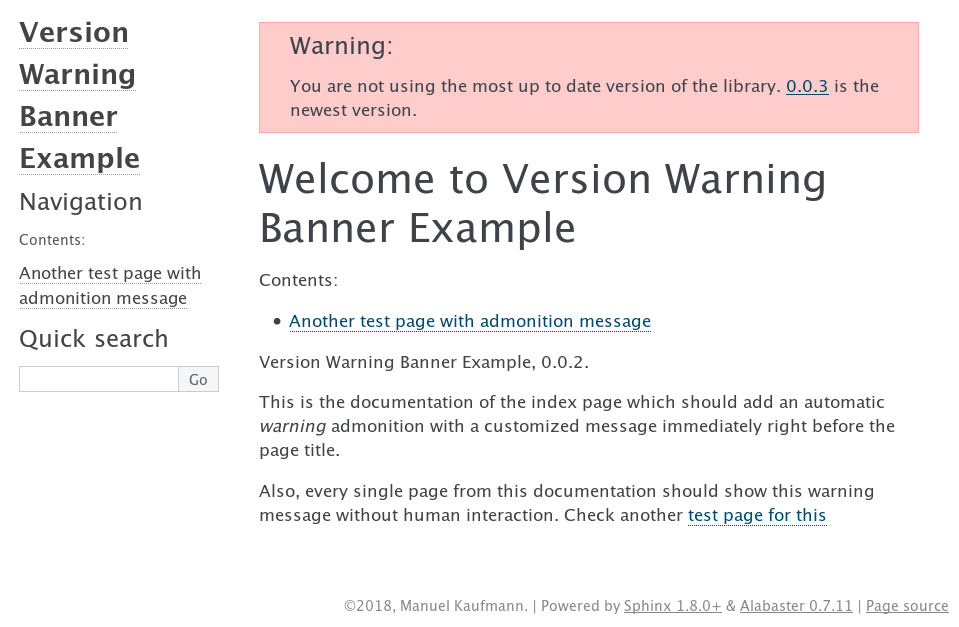 Version
Warning
Banner
Example
Navigation
Contents:
Another test page with
admonition message
Quick search
Go
Warning:
You are not using the most up to date version of the library. 0.0.3 is the
newest version.
Welcome to Version Warning
Banner Example
Contents:
• Another test page with admonition message
Version Warning Banner Example, 0.0.2.
This is the documentation of the index page which should add an automatic
warning admonition with a customized message immediately right before the
page title.
Also, every single page from this documentation should show this warning
message without human interaction. Check another test page for this
©2018, Manuel Kaufmann. | Powered by Sphinx 1.8.0+ & Alabaster 0.7.11 | Page source